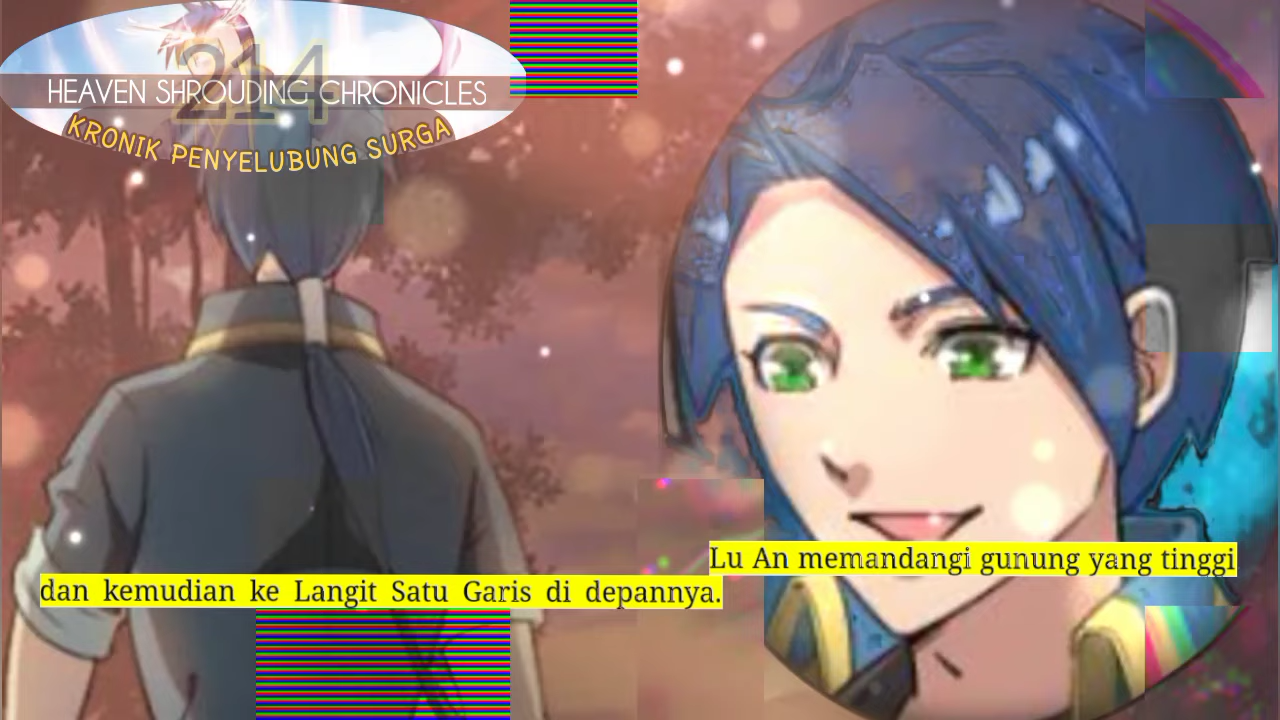 214
HEAVEN SHROUDING CHRONICLES
KRONIK PENYELUBUNG SURGA
Lu An memandangi gunung yang tinggi
dan kemudian ke Langit Satu Garis di depannya.